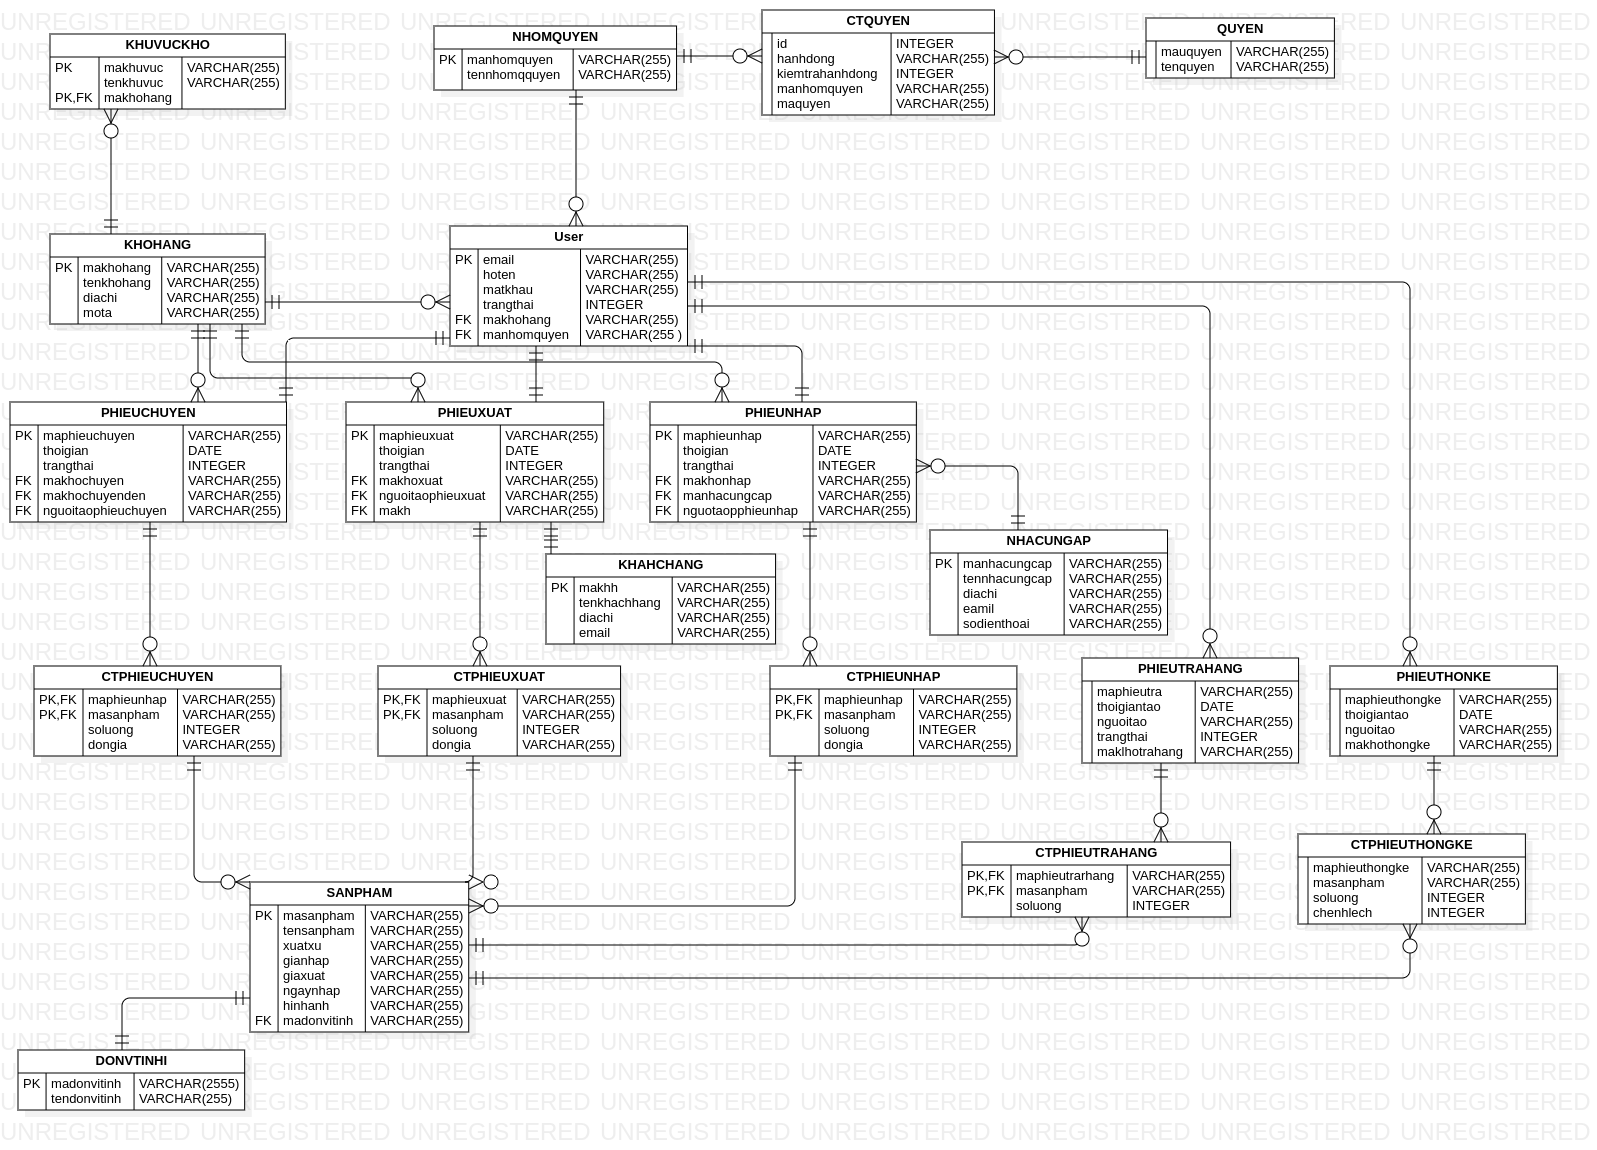 KHUVUCKHO
PK makhuvuc VARCHAR(255)
tenkhuvuc VARCHAR(255)
PK,FK makhohang
NHOMQUYEN
PK manhomquyen VARCHAR(255)
tennhomqquyen VARCHAR(255)
CTQUYEN
id INTEGER
hanhdong VARCHAR(255)
kiemtrahanhdong INTEGER
manhomquyen VARCHAR(255)
maquyen VARCHAR(255)
QUYEN
mauquyen VARCHAR(255)
tenquyen VARCHAR(255)
KHOHANG
PK makhohang VARCHAR(255)
tenkhohang VARCHAR(255)
diachi VARCHAR(255)
mota VARCHAR(255)
User
PK email VARCHAR(255)
hoten VARCHAR(255)
matkhau VARCHAR(255)
trangthai INTEGER
FK makhohang VARCHAR(255)
FK manhomquyen VARCHAR(255 )
PHIEUCHUYEN
PK maphieuchuyen VARCHAR(255)
thoigian DATE
trangthai INTEGER
FK makhochuyen VARCHAR(255)
FK makhochuyenden VARCHAR(255)
FK nguoitaophieuchuyen VARCHAR(255)
PHIEUXUAT
PK maphieuxuat VARCHAR(255)
thoigian DATE
trangthai INTEGER
FK makhoxuat VARCHAR(255)
FK nguoitaophieuxuat VARCHAR(255)
FK makh VARCHAR(255)
PHIEUNHAP
PK maphieunhap VARCHAR(255)
thoigian DATE
trangthai INTEGER
FK makhonhap VARCHAR(255)
FK manhacungcap VARCHAR(255)
FK nguotaopphieunhap VARCHAR(255)
NHACUNGAP
PK manhacungcap VARCHAR(255)
tennhacungcap VARCHAR(255)
diachi VARCHAR(255)
eamil VARCHAR(255)
sodienthoai VARCHAR(255)
KHAHCHANG
PK makhh VARCHAR(255)
tenkhachhang VARCHAR(255)
diachi VARCHAR(255)
email VARCHAR(255)
CTPHIEUCHUYEN
PK,FK maphieunhap VARCHAR(255)
PK,FK masanpham VARCHAR(255)
soluong INTEGER
dongia VARCHAR(255)
CTPHIEUXUAT
PK,FK maphieuxuat VARCHAR(255)
PK,FK masanpham VARCHAR(255)
soluong INTEGER
dongia VARCHAR(255)
CTPHIEUNHAP
PK,FK maphieunhap VARCHAR(255)
PK,FK masanpham VARCHAR(255)
soluong INTEGER
dongia VARCHAR(255)
PHIEUTRAHANG
maphieutra VARCHAR(255)
thoigiantao DATE
nguoitao VARCHAR(255)
trangthai INTEGER
maklhotrahang VARCHAR(255)
PHIEUTHONKE
maphieuthongke VARCHAR(255)
thoigiantao DATE
nguoitao VARCHAR(255)
makhothongke VARCHAR(255)
CTPHIEUTRAHANG
PK,FK maphieutrarhang VARCHAR(255)
PK,FK masanpham VARCHAR(255)
soluong INTEGER
CTPHIEUTHONGKE
maphieuthongke VARCHAR(255)
masanpham VARCHAR(255)
soluong INTEGER
chenhlech INTEGER
SANPHAM
PK masanpham VARCHAR(255)
tensanpham VARCHAR(255)
xuatxu VARCHAR(255)
gianhap VARCHAR(255)
giaxuat VARCHAR(255)
ngaynhap VARCHAR(255)
hinhanh VARCHAR(255)
FK madonvitinh VARCHAR(255)
DONVTINHI
PK madonvitinh VARCHAR(2555)
tendonvitinh VARCHAR(255)
UNREGISTERED